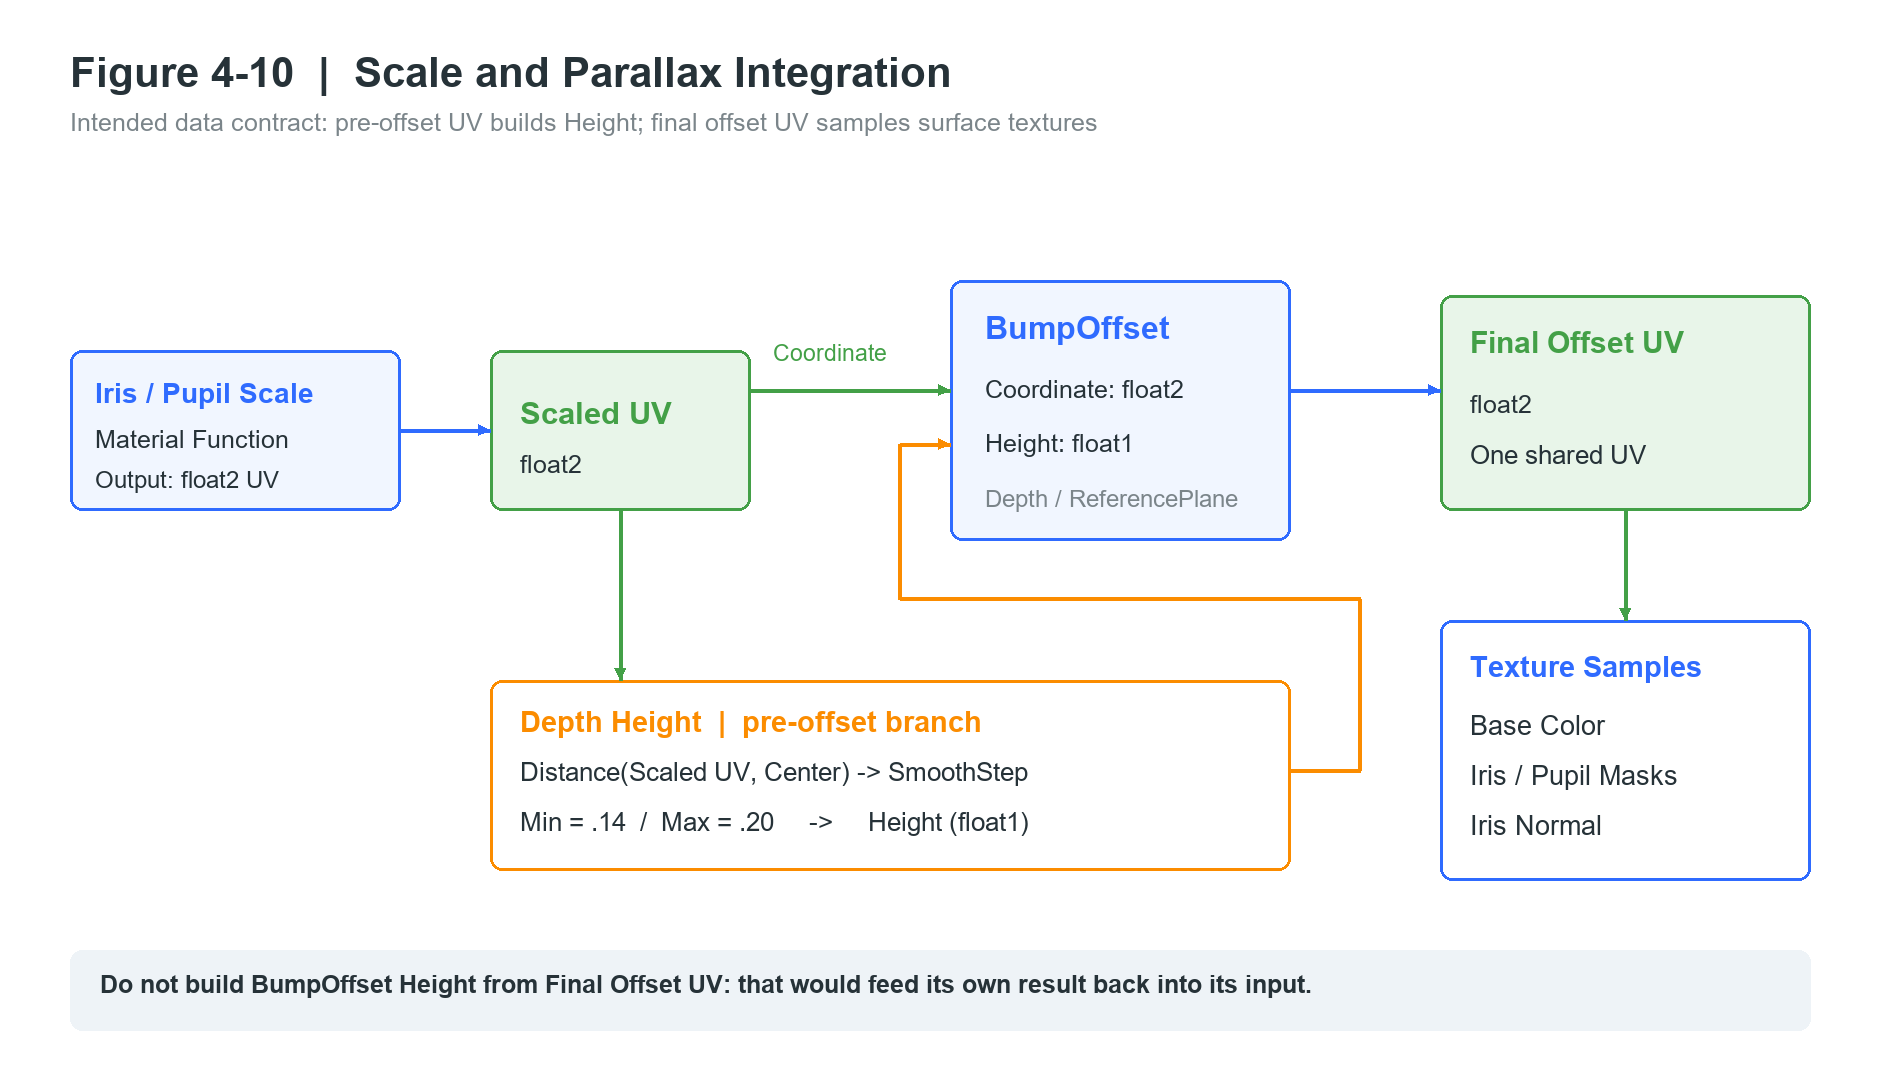 Figure 4-10 | Scale and Parallax Integration
Intended data contract: pre-offset UV builds Height; final offset UV samples surface textures
Iris / Pupil Scale
Material Function
Output: float2 UV
Scaled UV
float2
Coordinate
BumpOffset
Coordinate: float2
Height: float1
Depth / ReferencePlane
Final Offset UV
float2
One shared UV
Depth Height | pre-offset branch
Distance(Scaled UV, Center) -> SmoothStep
Min = .14 / Max = .20 -> Height (float1)
Texture Samples
Base Color
Iris / Pupil Masks
Iris Normal
Do not build BumpOffset Height from Final Offset UV: that would feed its own result back into its input.